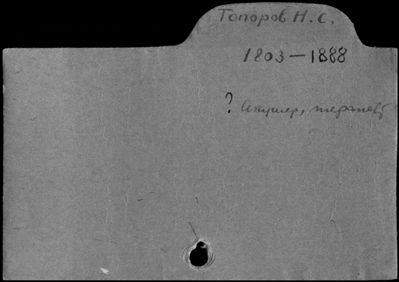 Топоров Н. С.
1803—1888
? Акушер, терапевт